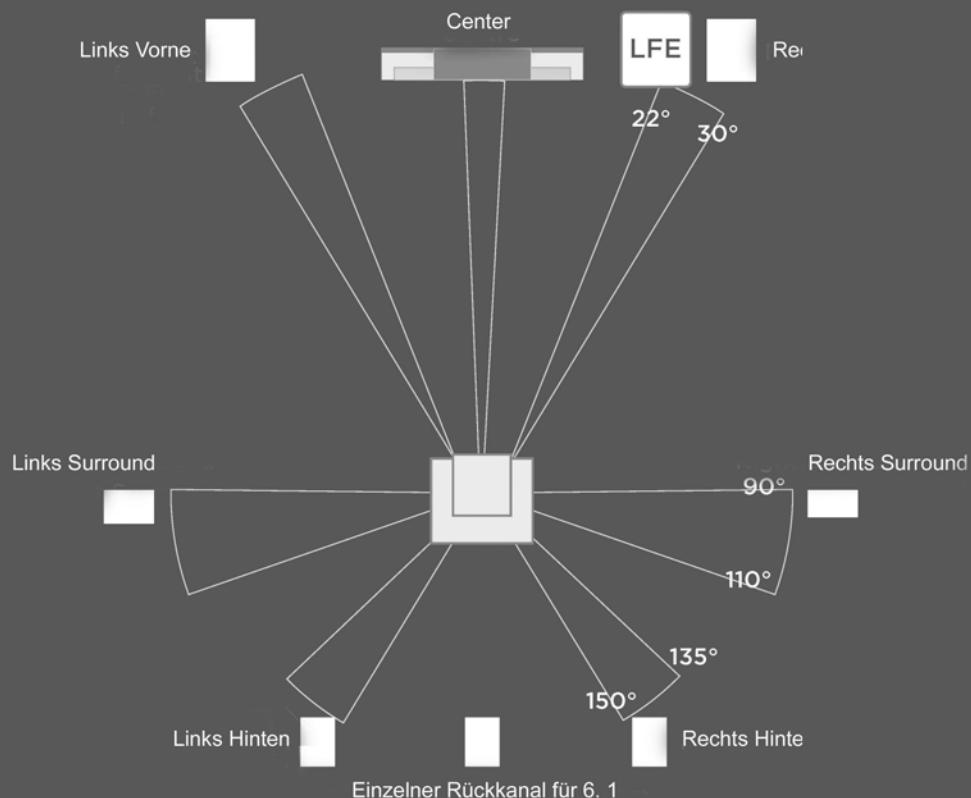 Center
Links Vorne
LFE
Re
22°
30°
Links Surround
Rechts Surround
90°
110°
135°
150°
Links Hinten
Rechts Hinte
Einzelner Rückkanal für 6. 1